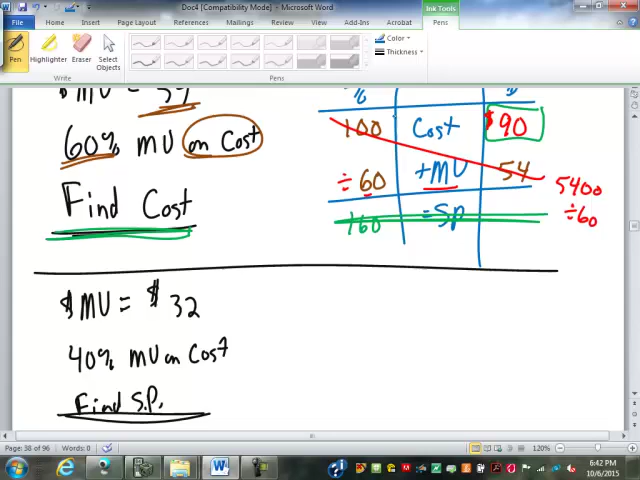 Doc4 [Compatibility Mode] - Microsoft Word
Ink Tools
File Home Insert Page Layout References Mailings Review View Add-Ins Acrobat Pens
Pen Highlighter Eraser Select Objects
Color
Thickness
Write Pens
$MU = 54
% $
100 Cost $90
60% MU on Cost
÷ 60 +MU 54
5400
÷60
Find Cost
160 =SP
$MU = $32
40% MU on Cost
Find S.P.
Page: 38 of 96 Words: 0 120%
6:42 PM
10/6/2015